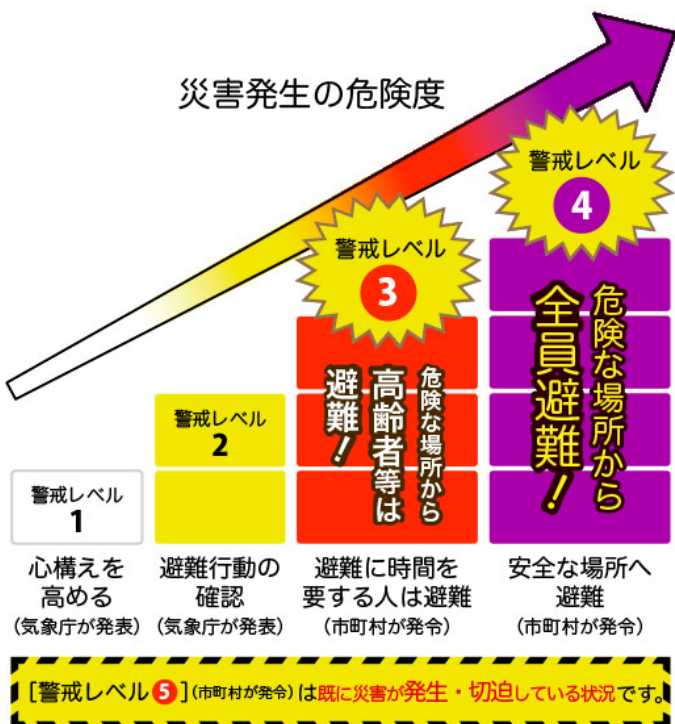 災害発生の危険度
警戒レベル
4
危険な場所から
全員避難！
警戒レベル
3
危険な場所から
高齢者等は
避難！
警戒レベル
2
警戒レベル
1
心構えを
高める
(気象庁が発表)
避難行動の
確認
(気象庁が発表)
避難に時間を
要する人は避難
(市町村が発令)
安全な場所へ
避難
(市町村が発令)
[警戒レベル5](市町村が発令)は既に災害が発生・切迫している状況です。